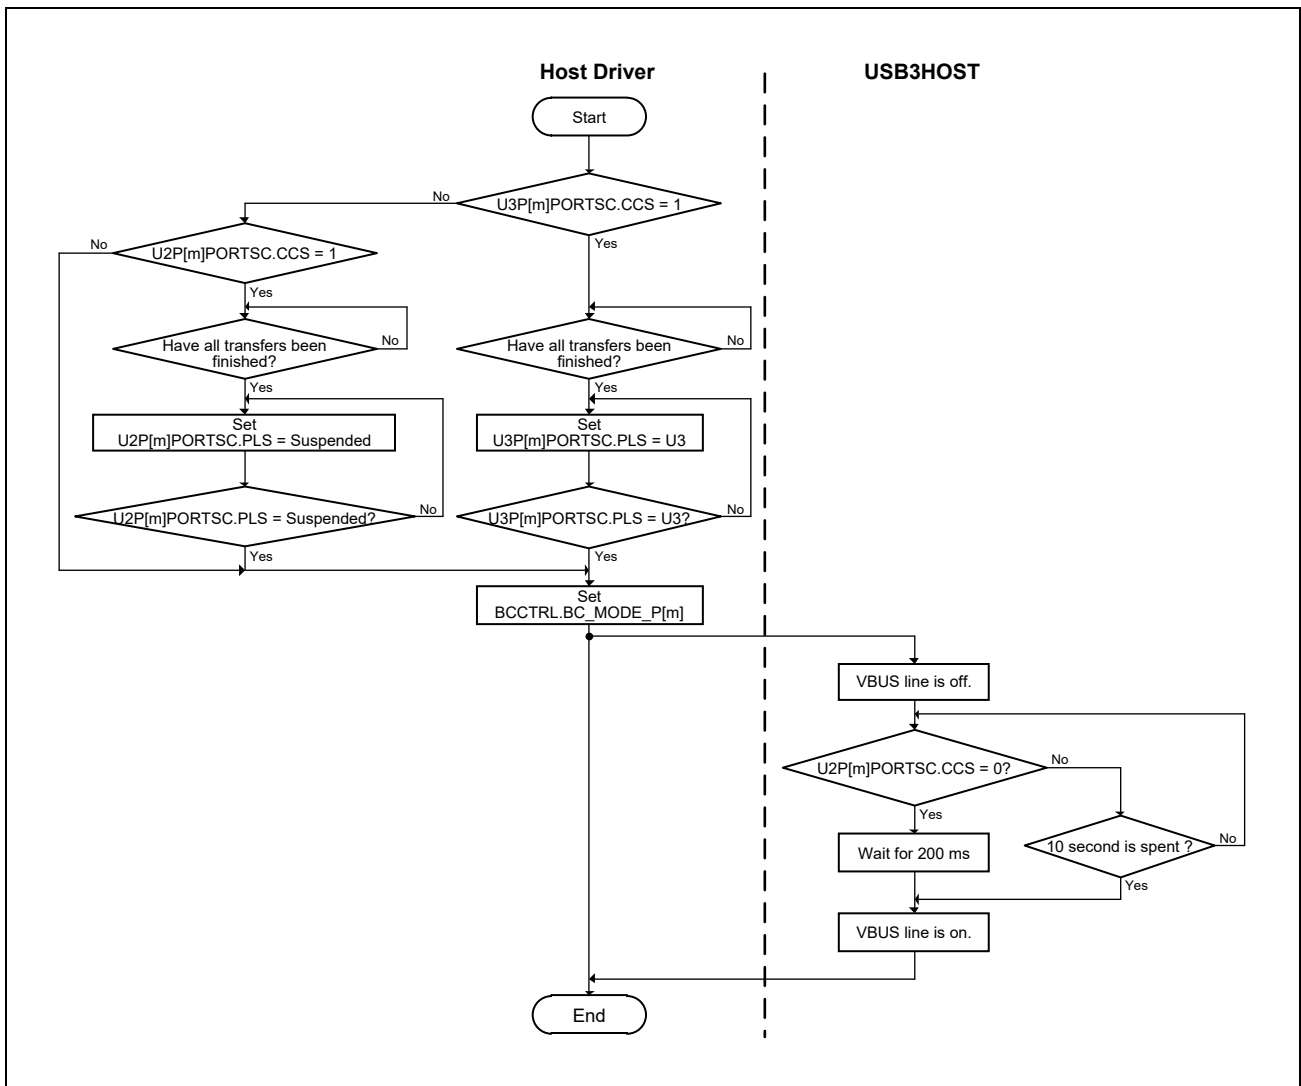 Host Driver
USB3HOST
Start
No
U3P[m]PORTSC.CCS = 1
No
U2P[m]PORTSC.CCS = 1
Yes
Yes
Have all transfers been
finished?
No
Have all transfers been
finished?
No
Yes
Yes
Set
U2P[m]PORTSC.PLS = Suspended
Set
U3P[m]PORTSC.PLS = U3
U2P[m]PORTSC.PLS = Suspended?
No
U3P[m]PORTSC.PLS = U3?
No
Yes
Yes
Set
BCCTRL.BC_MODE_P[m]
VBUS line is off.
U2P[m]PORTSC.CCS = 0?
No
Yes
Wait for 200 ms
10 second is spent ?
No
Yes
VBUS line is on.
End